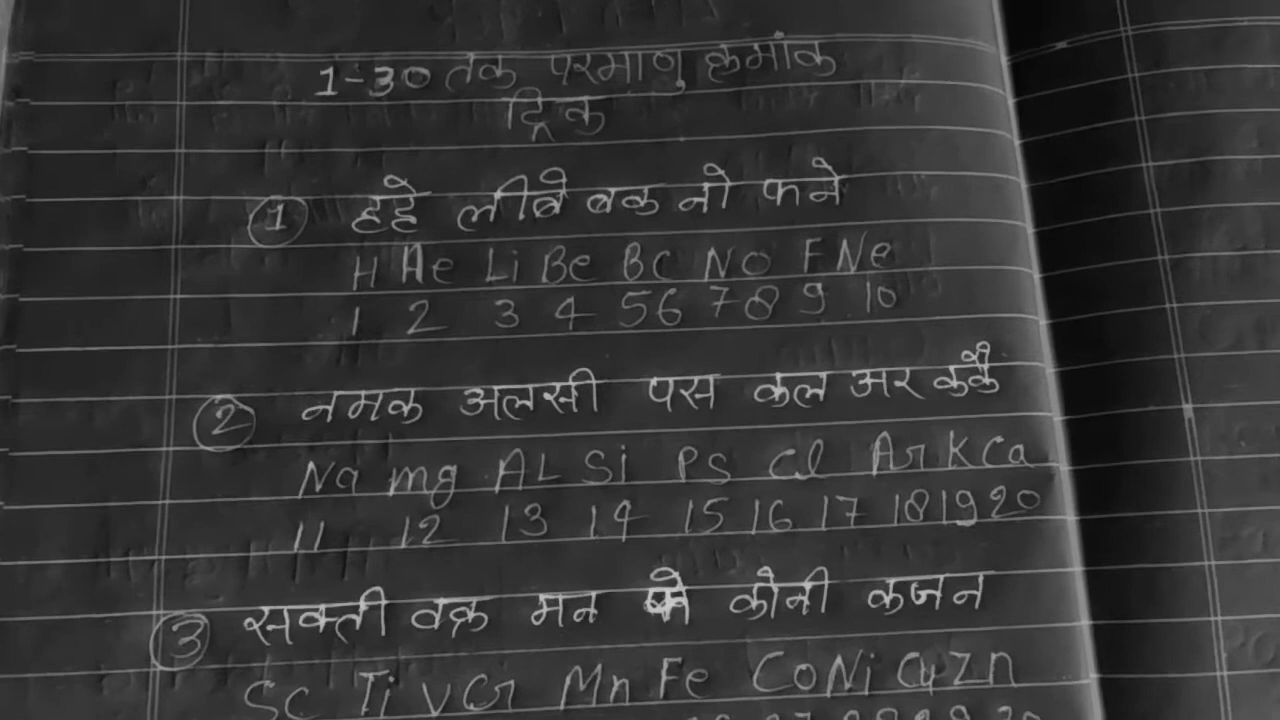 1-30 तक परमाणु क्रमांक
ट्रिक
① हहे लीबे बक नो फने
H He Li Be B C N O F Ne
1 2 3 4 5 6 7 8 9 10
② नमक अलसी पस कल अर ककै
Na mg AL Si P S Cl Ar K Ca
11 12 13 14 15 16 17 18 19 20
③ सक्ती वक्र मन फे कोनी कजन
Sc Ti V Cr Mn Fe Co Ni Cu Zn